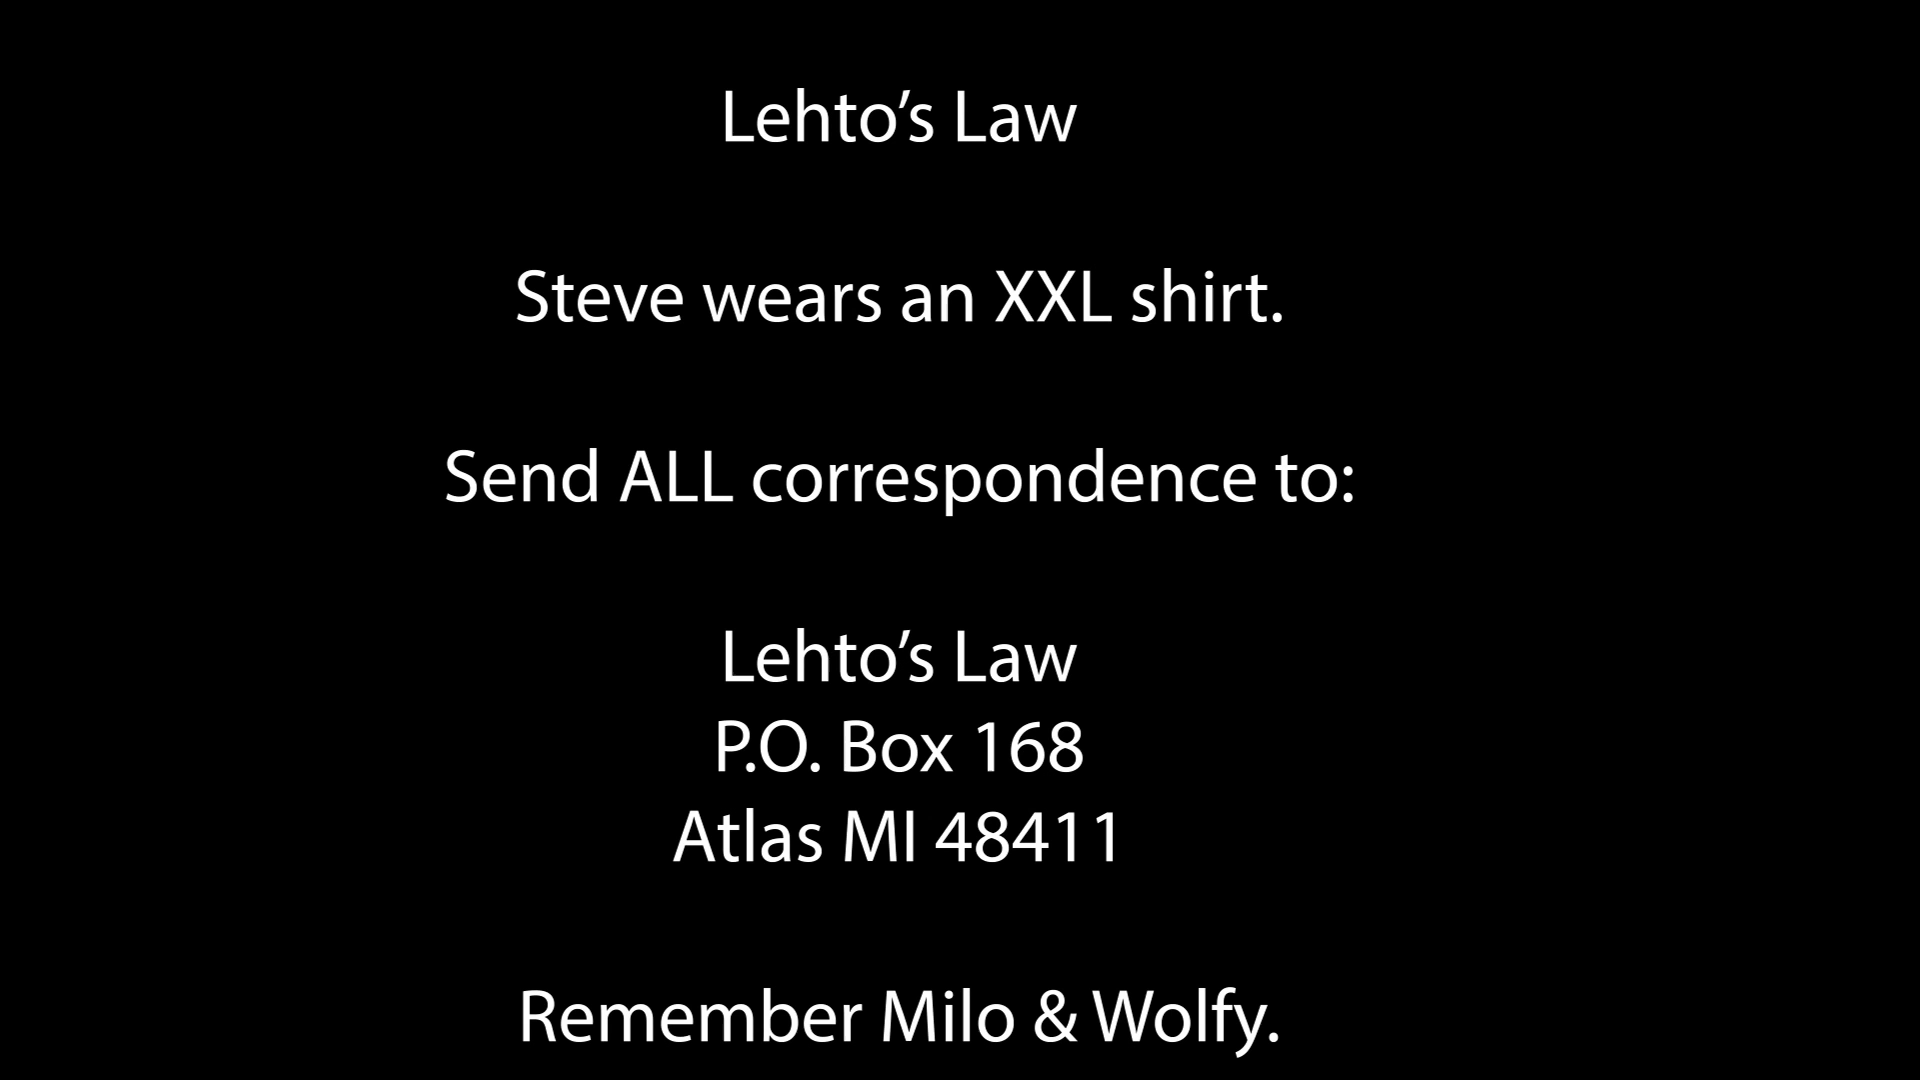 Lehto’s Law
Steve wears an XXL shirt.
Send ALL correspondence to:
Lehto’s Law
P.O. Box 168
Atlas MI 48411
Remember Milo & Wolfy.